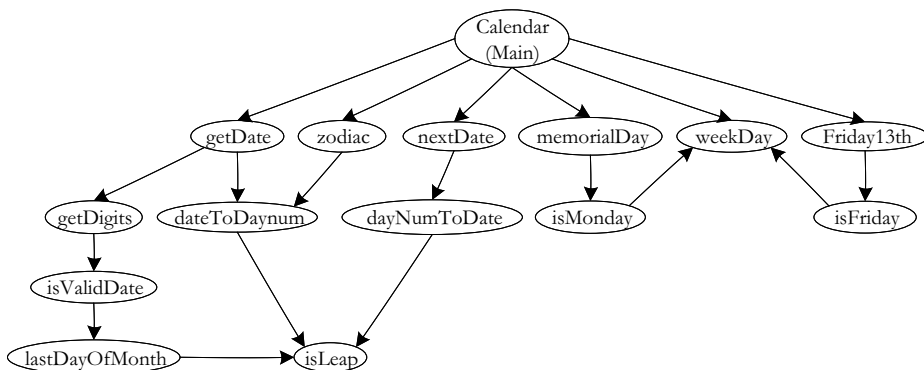 Calendar
(Main)
getDate
zodiac
nextDate
memorialDay
weekDay
Friday13th
getDigits
dateToDaynum
dayNumToDate
isMonday
isFriday
isValidDate
lastDayOfMonth
isLeap